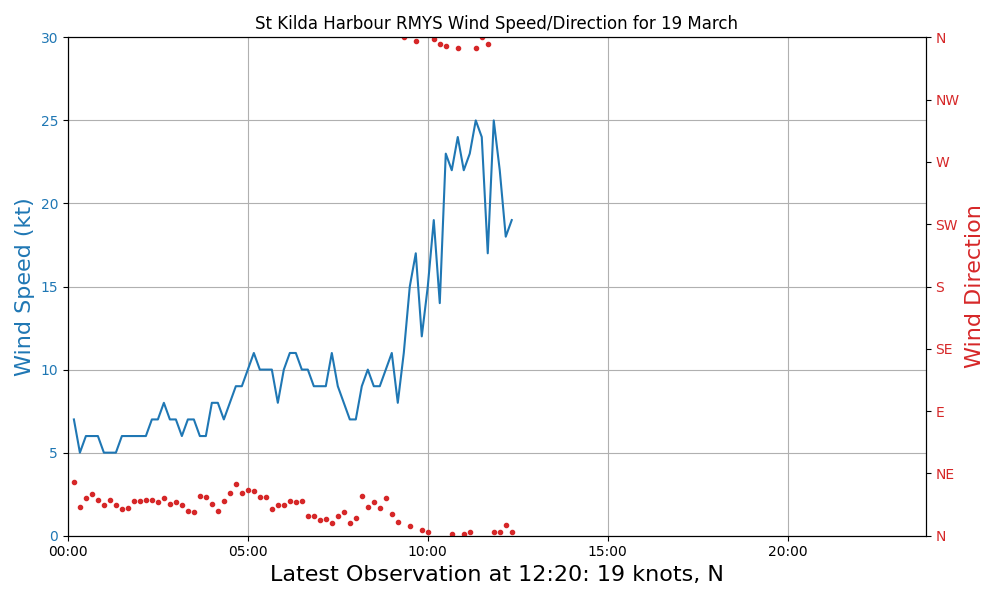 St Kilda Harbour RMYS Wind Speed/Direction for 19 March
Wind Speed (kt)
30
25
20
15
10
5
0
00:00 05:00 10:00 15:00 20:00
N
NW
W
SW
S
SE
E
NE
N
Wind Direction
Latest Observation at 12:20: 19 knots, N